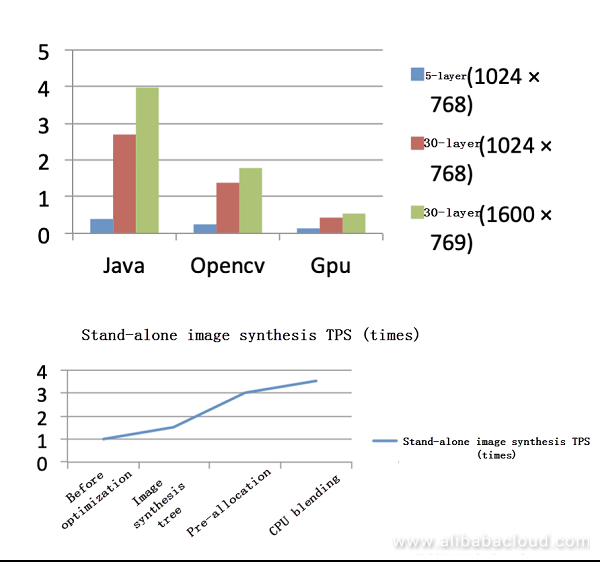 5
4
3
2
1
0
Java
Opencv
Gpu
5-layer(1024 ×
768)
30-layer(1024 ×
768)
30-layer(1600 ×
769)
Stand-alone image synthesis TPS (times)
4
3
2
1
0
Before
optimization
Image
synthesis
tree
Pre-allocation
CPU blending
Stand-alone image synthesis TPS
(times)
www.alibabacloud.com